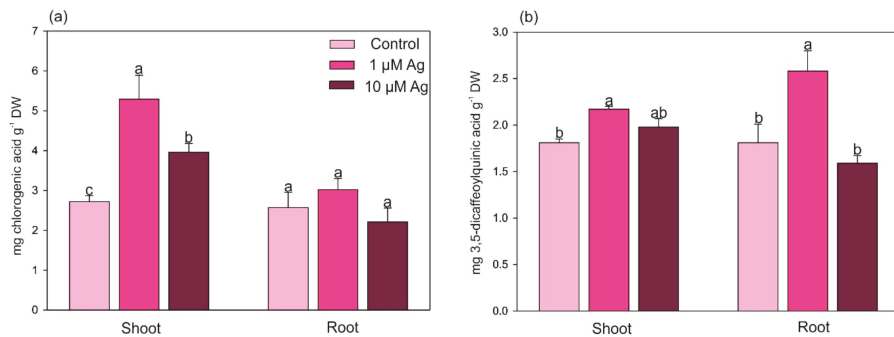 (a)
mg chlorogenic acid g⁻¹ DW
7
6
5
4
3
2
1
0
Control
1 μM Ag
10 μM Ag
c
a
b
a
a
a
Shoot
Root
(b)
mg 3,5-dicaffeoylquinic acid g⁻¹ DW
3.0
2.5
2.0
1.5
1.0
0.5
0.0
b
a
ab
b
a
b
Shoot
Root